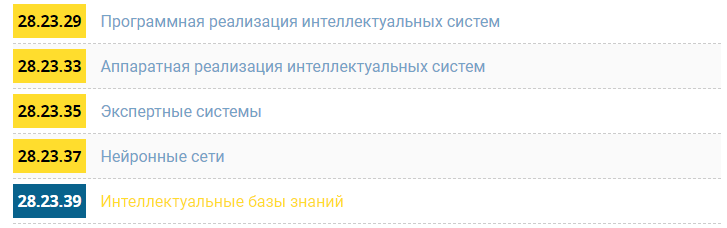 28.23.29 Программная реализация интеллектуальных систем
28.23.33 Аппаратная реализация интеллектуальных систем
28.23.35 Экспертные системы
28.23.37 Нейронные сети
28.23.39 Интеллектуальные базы знаний